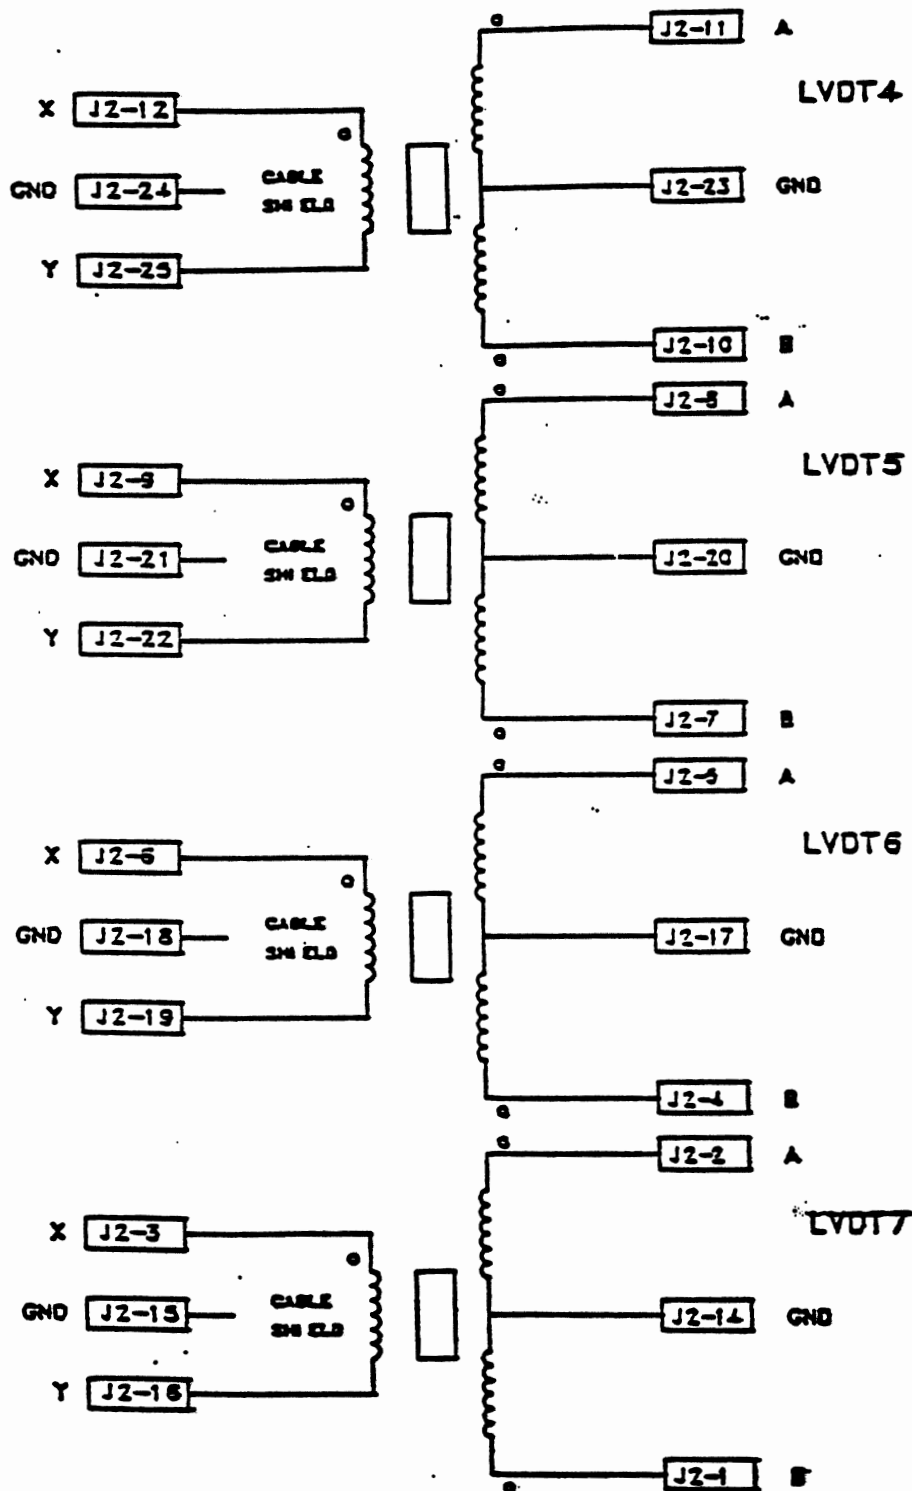 J2-11 A
LVDT4
X J2-12
CABLE
SHIELD
GND J2-24
J2-23 GND
Y J2-25
J2-10 B
J2-8 A
LVDT5
X J2-9
CABLE
SHIELD
GND J2-21
J2-20 GND
Y J2-22
J2-7 B
J2-5 A
LVDT6
X J2-6
CABLE
SHIELD
GND J2-18
J2-17 GND
Y J2-19
J2-4 B
J2-2 A
LVDT7
X J2-3
CABLE
SHIELD
GND J2-15
J2-14 GND
Y J2-16
J2-1 B